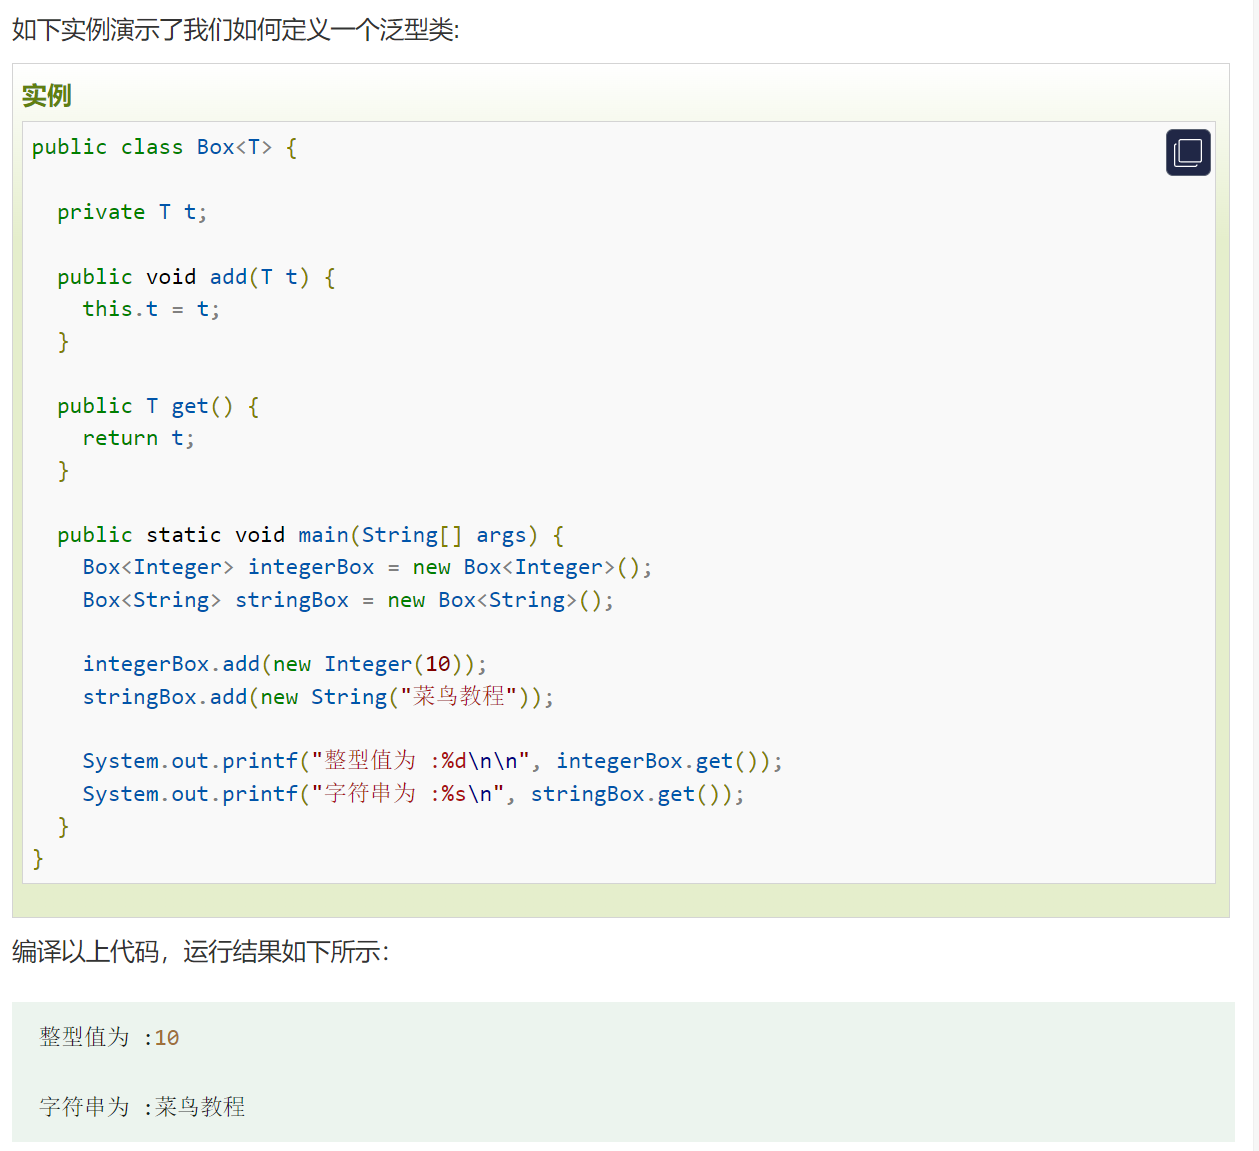 如下实例演示了我们如何定义一个泛型类:
实例
public class Box<T> {
  private T t;
  public void add(T t) {
    this.t = t;
  }
  public T get() {
    return t;
  }
  public static void main(String[] args) {
    Box<Integer> integerBox = new Box<Integer>();
    Box<String> stringBox = new Box<String>();
    integerBox.add(new Integer(10));
    stringBox.add(new String("菜鸟教程"));
    System.out.printf("整型值为 :%d\n\n", integerBox.get());
    System.out.printf("字符串为 :%s\n", stringBox.get());
  }
}
编译以上代码，运行结果如下所示：
整型值为 :10
字符串为 :菜鸟教程